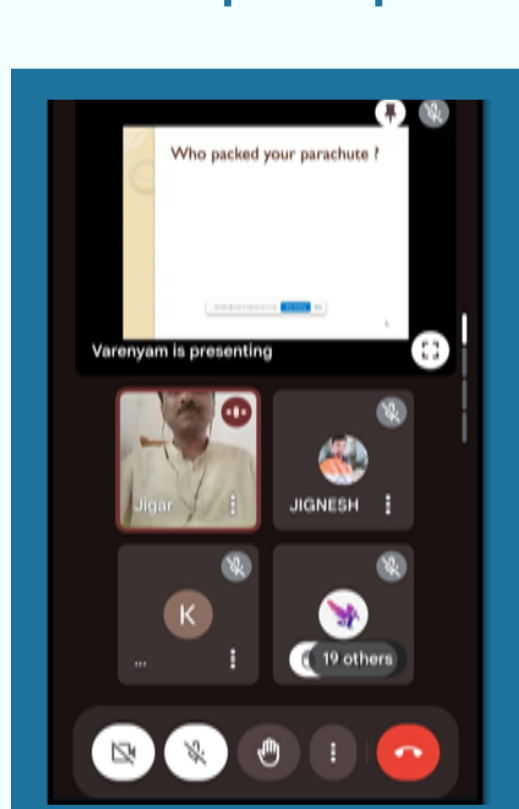 Who packed your parachute ?
Varenyam is presenting
Jigar
JIGNESH
K
...
19 others